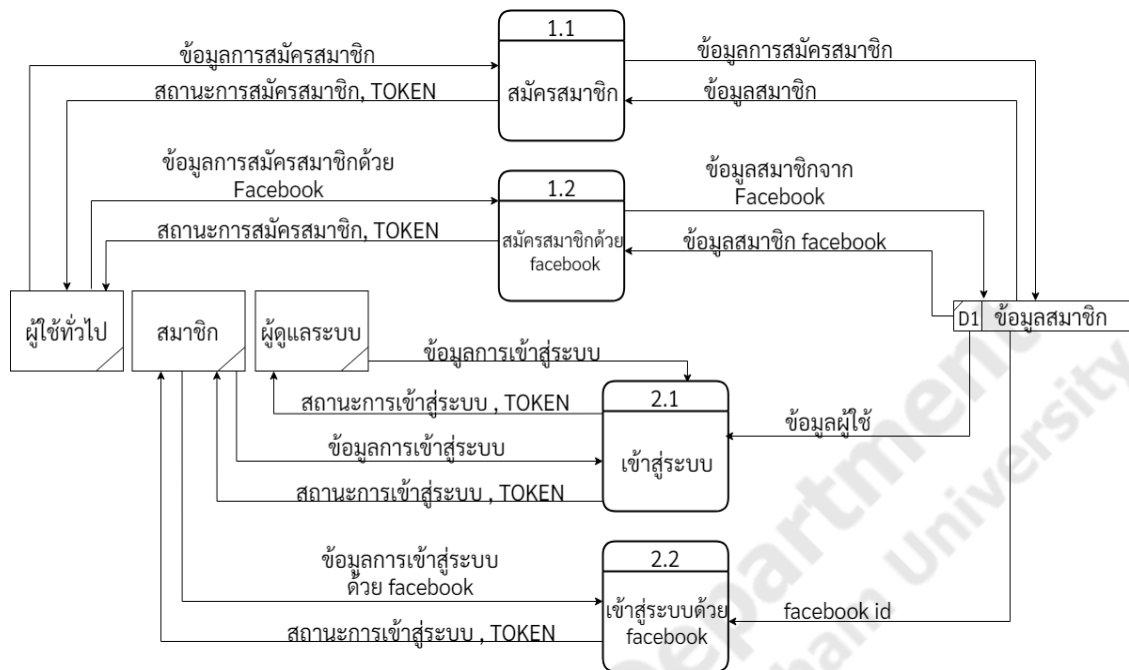 1.1
ข้อมูลการสมัครสมาชิก
ข้อมูลการสมัครสมาชิก
สถานะการสมัครสมาชิก, TOKEN
สมัครสมาชิก
ข้อมูลสมาชิก
ข้อมูลการสมัครสมาชิกด้วย
Facebook
1.2
ข้อมูลสมาชิกจาก
Facebook
สถานะการสมัครสมาชิก, TOKEN
สมัครสมาชิกด้วย
facebook
ข้อมูลสมาชิก facebook
ผู้ใช้ทั่วไป
สมาชิก
ผู้ดูแลระบบ
D1
ข้อมูลสมาชิก
ข้อมูลการเข้าสู่ระบบ
2.1
สถานะการเข้าสู่ระบบ , TOKEN
ข้อมูลผู้ใช้
ข้อมูลการเข้าสู่ระบบ
เข้าสู่ระบบ
สถานะการเข้าสู่ระบบ , TOKEN
2.2
ข้อมูลการเข้าสู่ระบบ
ด้วย facebook
เข้าสู่ระบบด้วย
facebook
facebook id
สถานะการเข้าสู่ระบบ , TOKEN
Department
University